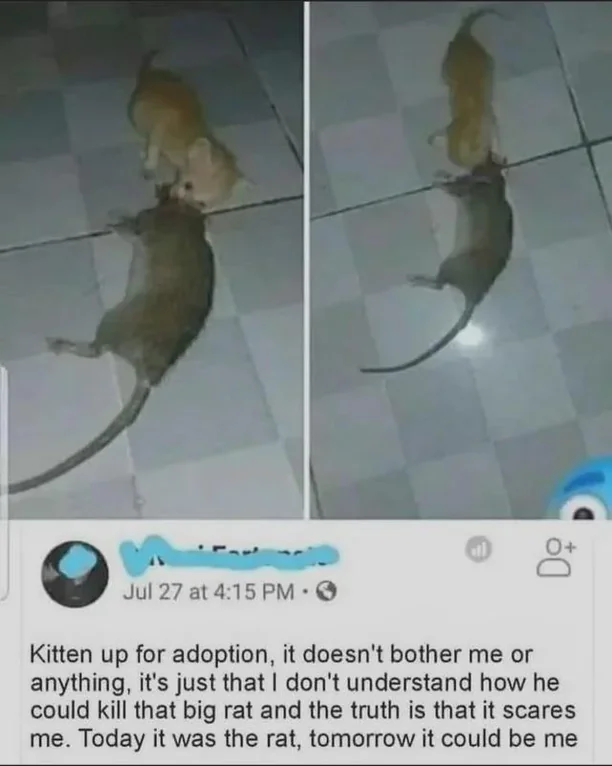 Jul 27 at 4:15 PM
Kitten up for adoption, it doesn't bother me or
anything, it's just that I don't understand how he
could kill that big rat and the truth is that it scares
me. Today it was the rat, tomorrow it could be me